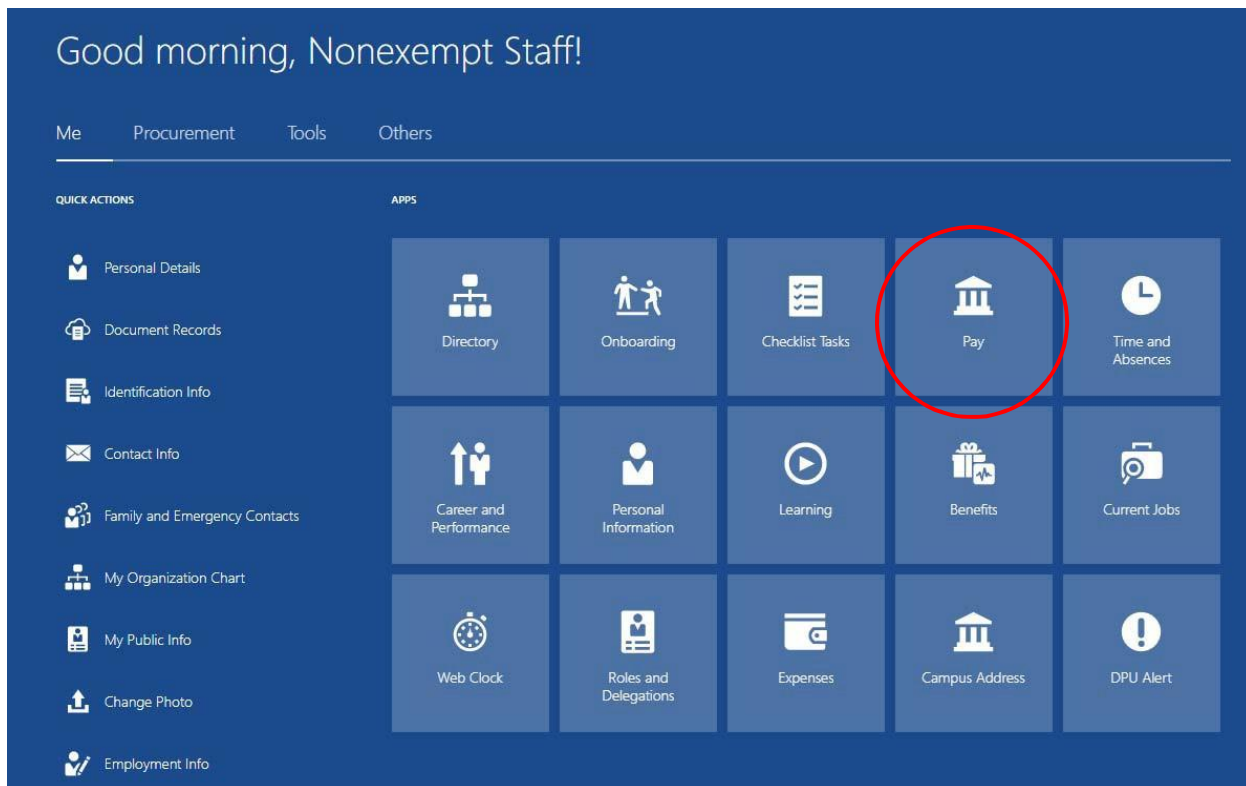 Good morning, Nonexempt Staff!
Me Procurement Tools Others
QUICK ACTIONS
Personal Details
Document Records
Identification Info
Contact Info
Family and Emergency Contacts
My Organization Chart
My Public Info
Change Photo
Employment Info
APPS
Directory
Onboarding
Checklist Tasks
Pay
Time and
Absences
Career and
Performance
Personal
Information
Learning
Benefits
Current Jobs
Web Clock
Roles and
Delegations
Expenses
Campus Address
DPU Alert